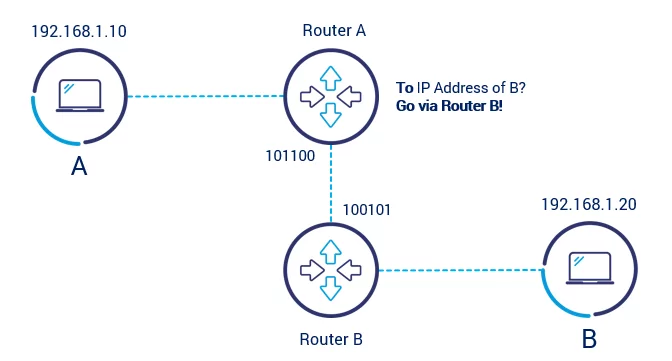 192.168.1.10
Router A
To IP Address of B?
Go via Router B!
A
101100
100101
192.168.1.20
Router B
B